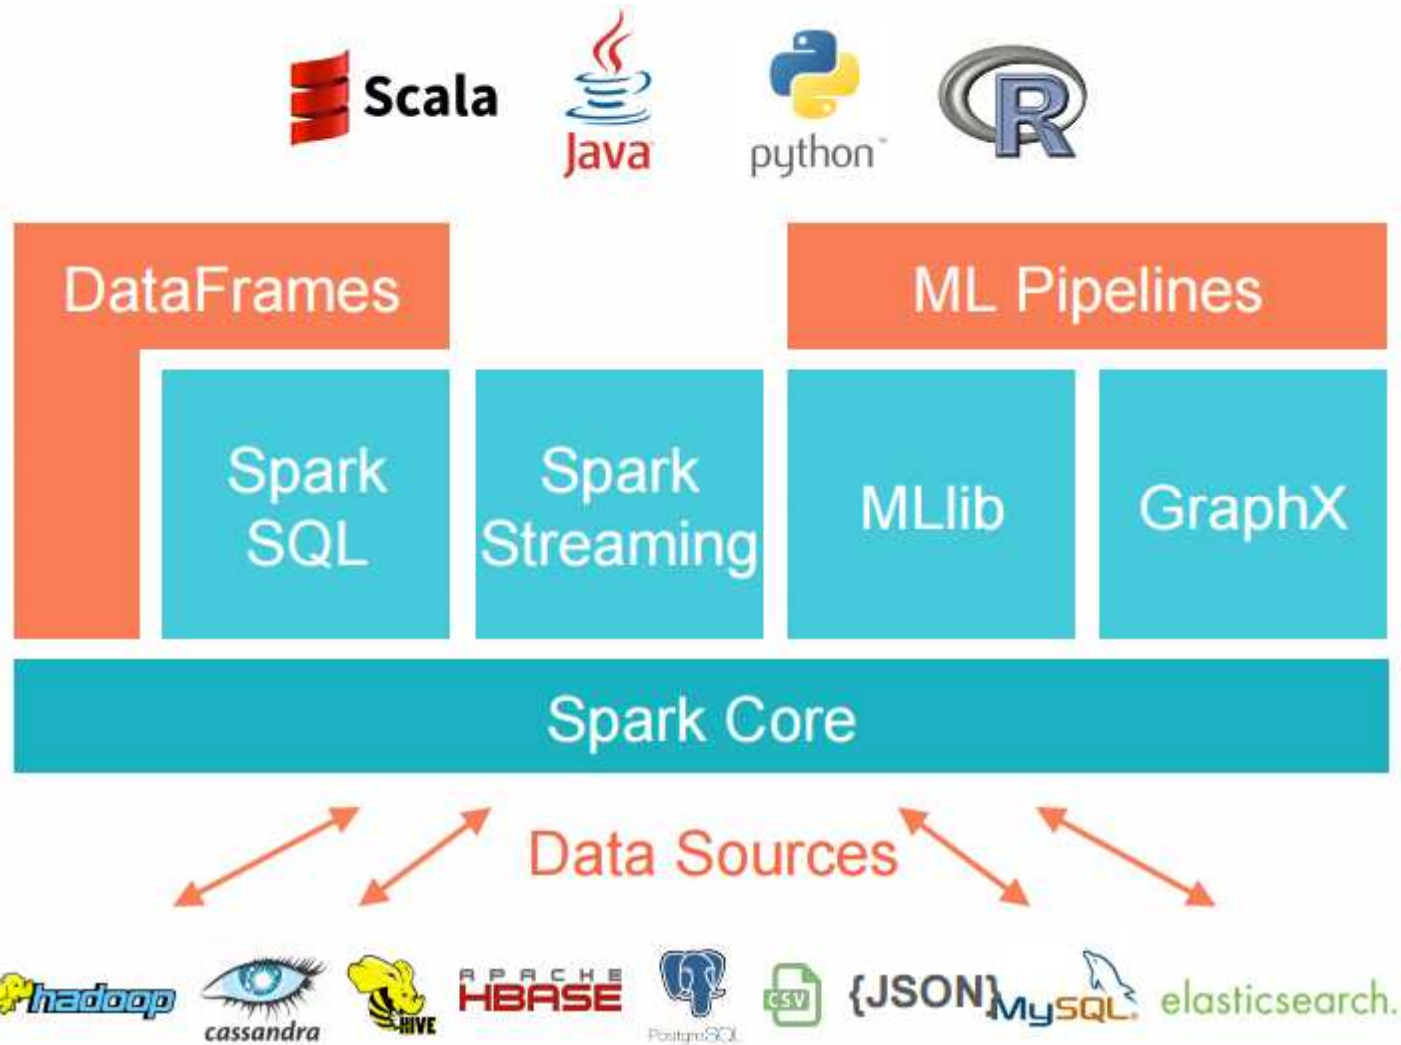 Scala
Java
python™
R
DataFrames
ML Pipelines
Spark
SQL
Spark
Streaming
MLlib
GraphX
Spark Core
Data Sources
hadoop
cassandra
HIVE
APACHE
HBASE
PostgreSQL
CSV
{JSON}
MySQL®
elasticsearch.